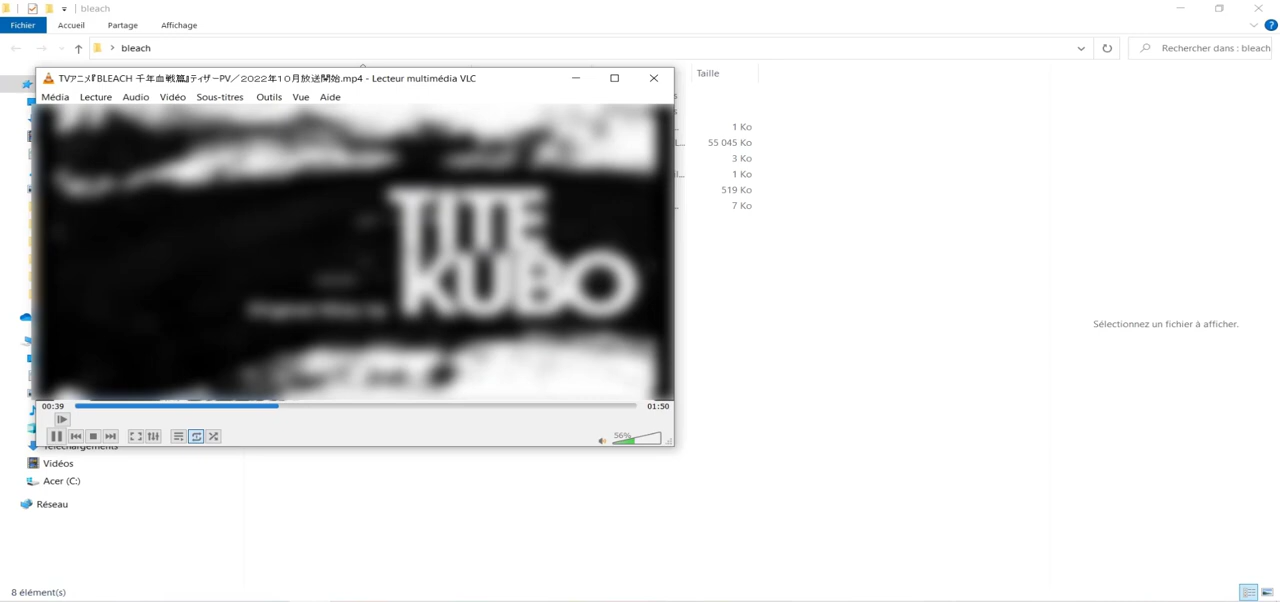 bleach
Fichier Accueil Partage Affichage
bleach
Rechercher dans : bleach
TVアニメ『BLEACH 千年血戦篇』ティザーPV／2022年10月放送開始.mp4 - Lecteur multimédia VLC
Taille
Média Lecture Audio Vidéo Sous-titres Outils Vue Aide
1 Ko
55 045 Ko
3 Ko
1 Ko
519 Ko
7 Ko
TITE
KUBO
Sélectionnez un fichier à afficher.
00:39 01:50
56%
Téléchargements
Vidéos
Acer (C:)
Réseau
8 élément(s)